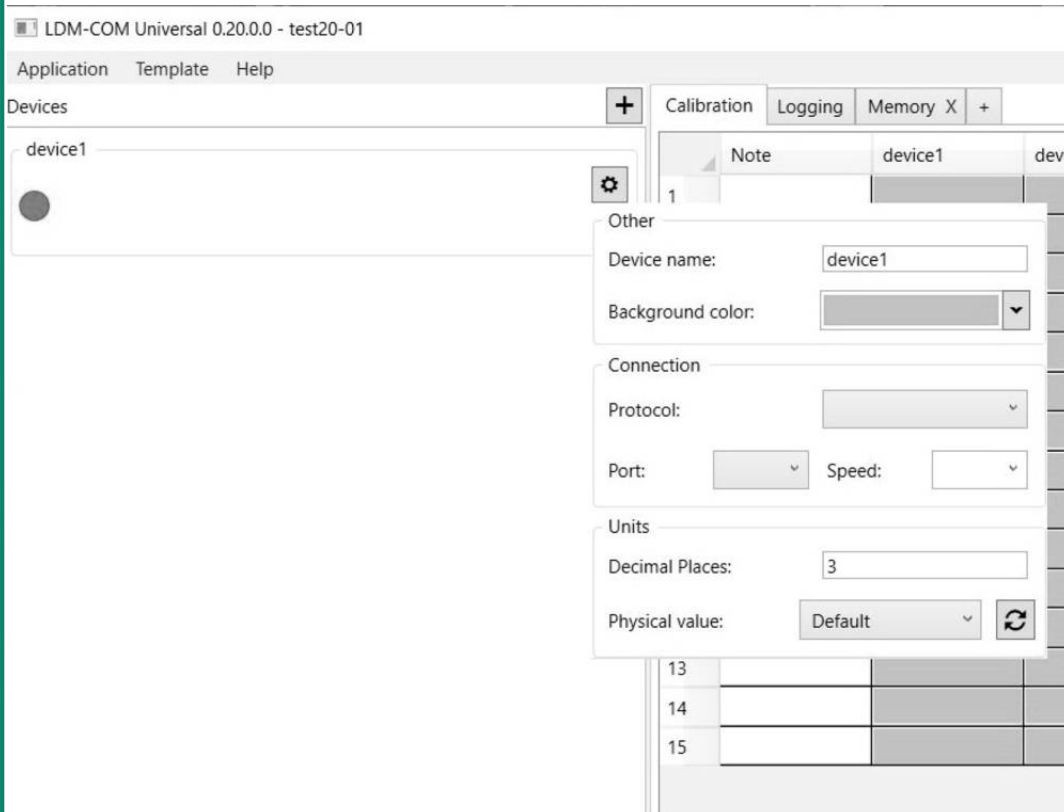 LDM-COM Universal 0.20.0.0 - test20-01
Application Template Help
Devices
+
Calibration Logging Memory X +
device1
Note device1 dev
1
Other
Device name: device1
Background color:
Connection
Protocol:
Port: Speed:
Units
Decimal Places: 3
Physical value: Default
13
14
15